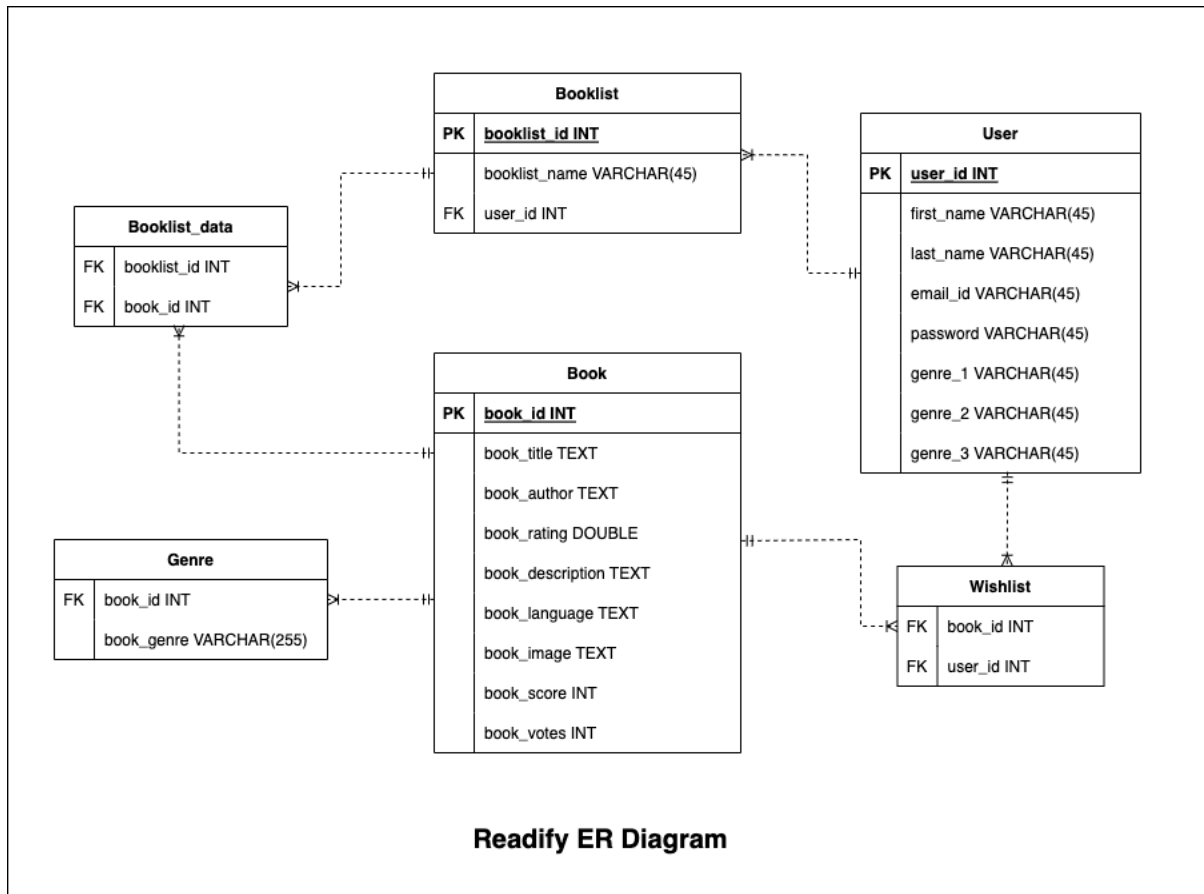 Booklist
PK booklist_id INT
booklist_name VARCHAR(45)
FK user_id INT
User
PK user_id INT
first_name VARCHAR(45)
last_name VARCHAR(45)
email_id VARCHAR(45)
password VARCHAR(45)
genre_1 VARCHAR(45)
genre_2 VARCHAR(45)
genre_3 VARCHAR(45)
Booklist_data
FK booklist_id INT
FK book_id INT
Book
PK book_id INT
book_title TEXT
book_author TEXT
book_rating DOUBLE
book_description TEXT
book_language TEXT
book_image TEXT
book_score INT
book_votes INT
Genre
FK book_id INT
book_genre VARCHAR(255)
Wishlist
FK book_id INT
FK user_id INT
Readify ER Diagram